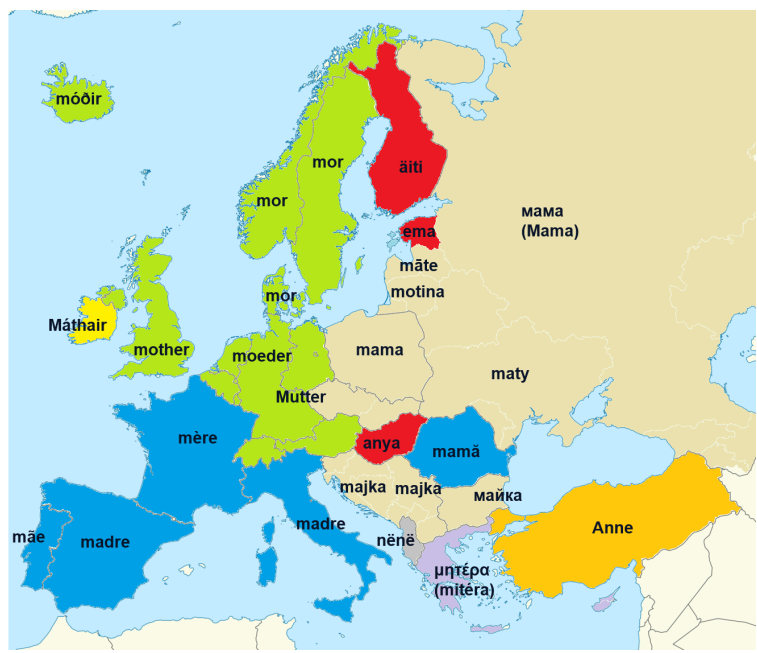 móðir
mor
äiti
mor
мама
(Mama)
ema
māte
motina
mor
Máthair
mother
moeder
mama
maty
Mutter
mère
anya
mamă
majka
majka
майка
mãe
madre
madre
nënë
Anne
μητέρα
(mitéra)